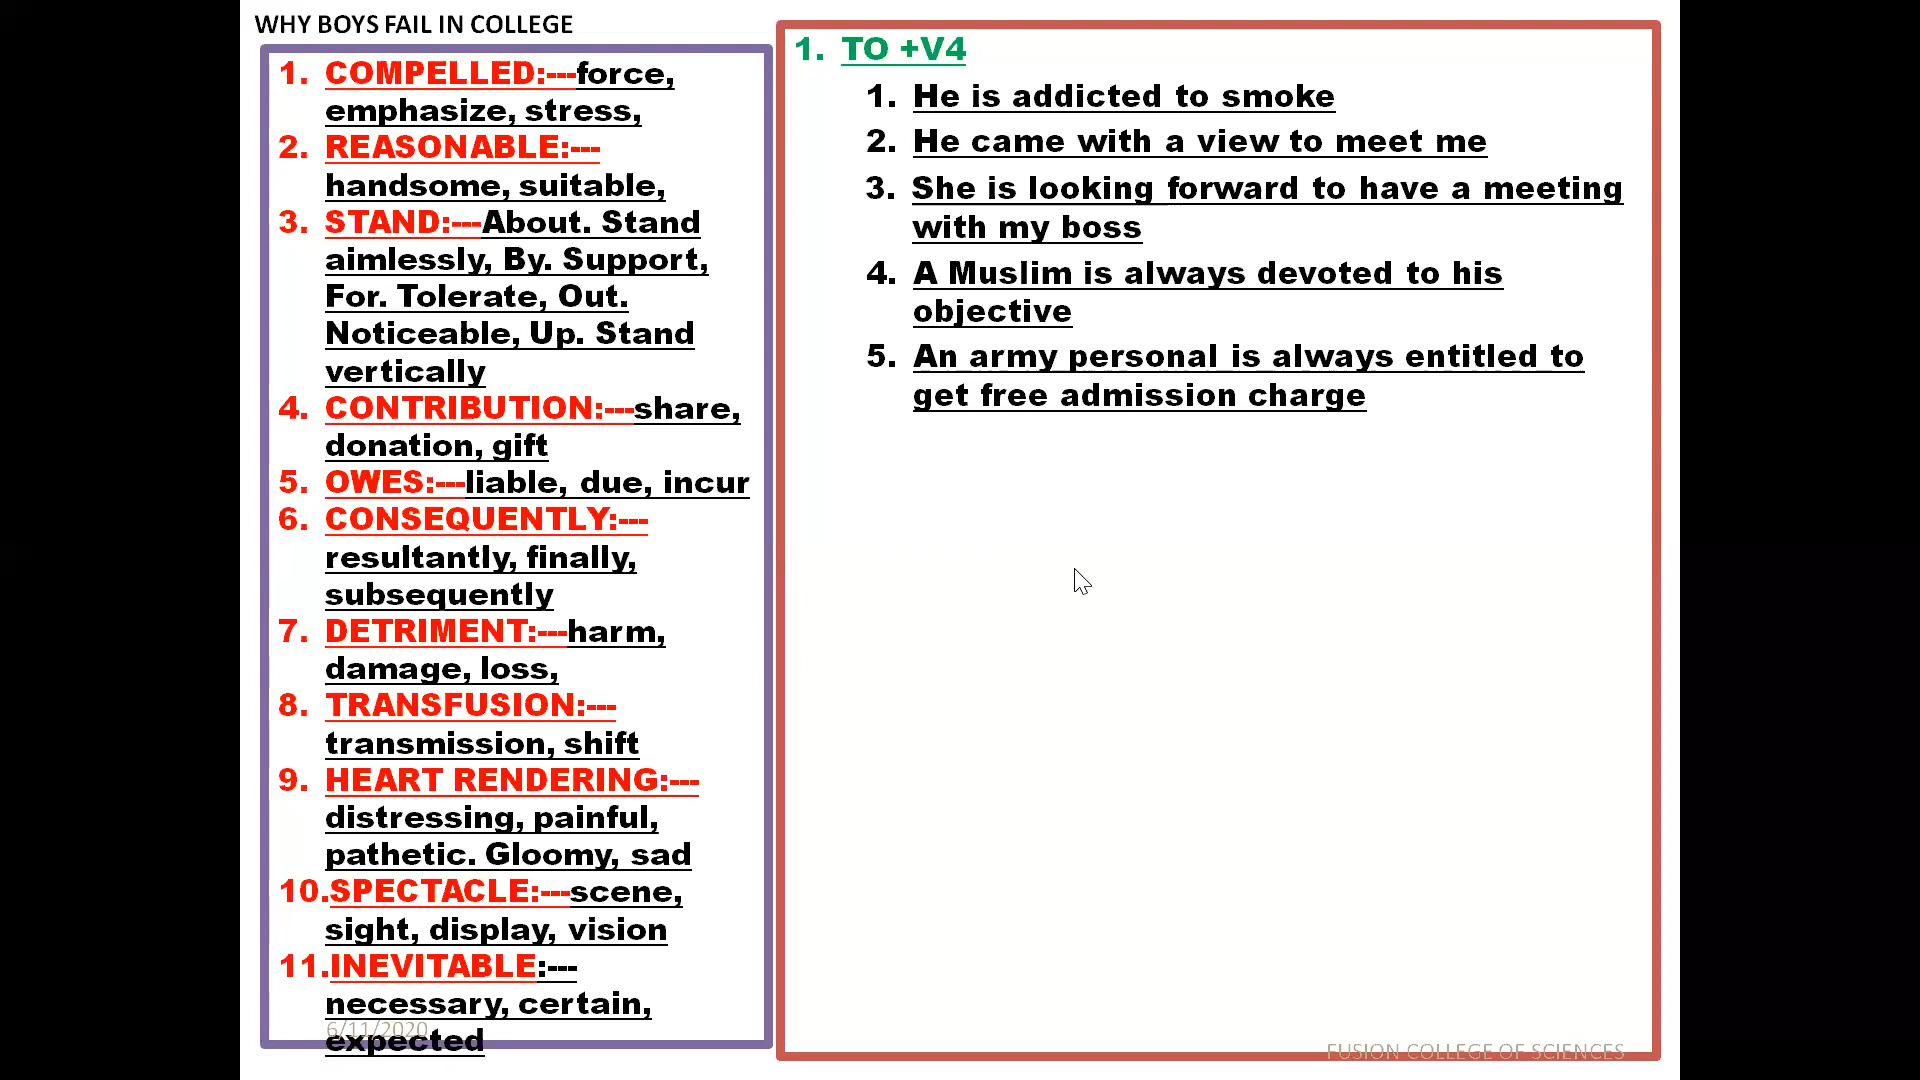 WHY BOYS FAIL IN COLLEGE
1. COMPELLED:---force,
emphasize, stress,
2. REASONABLE:---
handsome, suitable,
3. STAND:---About. Stand
aimlessly, By. Support,
For. Tolerate, Out.
Noticeable, Up. Stand
vertically
4. CONTRIBUTION:---share,
donation, gift
5. OWES:---liable, due, incur
6. CONSEQUENTLY:---
resultantly, finally,
subsequently
7. DETRIMENT:---harm,
damage, loss,
8. TRANSFUSION:---
transmission, shift
9. HEART RENDERING:---
distressing, painful,
pathetic. Gloomy, sad
10.SPECTACLE:---scene,
sight, display, vision
11.INEVITABLE:---
necessary, certain,
expected
6/11/2020
1. TO +V4
1. He is addicted to smoke
2. He came with a view to meet me
3. She is looking forward to have a meeting
with my boss
4. A Muslim is always devoted to his
objective
5. An army personal is always entitled to
get free admission charge
FUSION COLLEGE OF SCIENCES